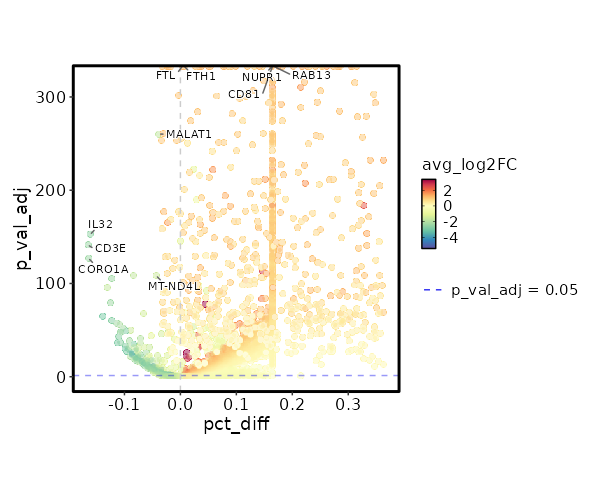 FTL
FTH1
NUPR1
RAB13
CD81
MALAT1
IL32
CD3E
CORO1A
MT-ND4L
300
200
100
0
p_val_adj
-0.1
0.0
0.1
0.2
0.3
pct_diff
avg_log2FC
2
0
-2
-4
p_val_adj = 0.05